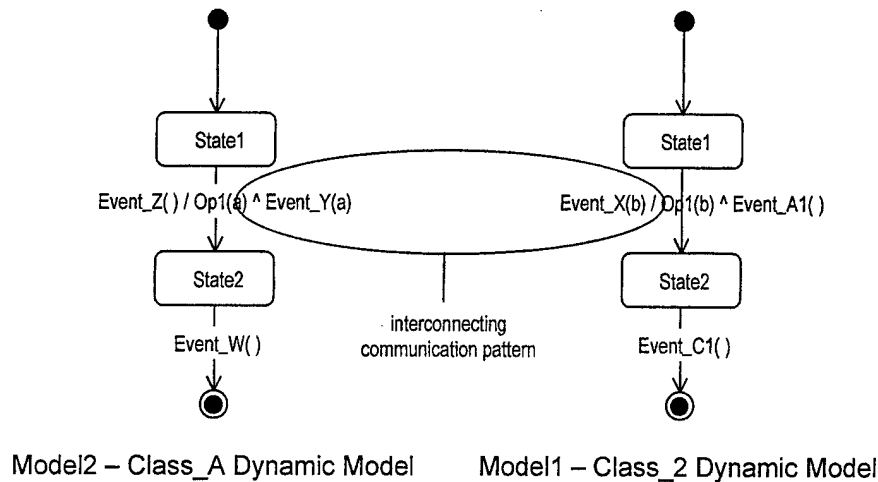 State1
State1
Event_Z( ) / Op1(a) ^ Event_Y(a)
Event_X(b) / Op1(b) ^ Event_A1( )
State2
State2
interconnecting
communication pattern
Event_W( )
Event_C1( )
Model2 – Class_A Dynamic Model
Model1 – Class_2 Dynamic Model